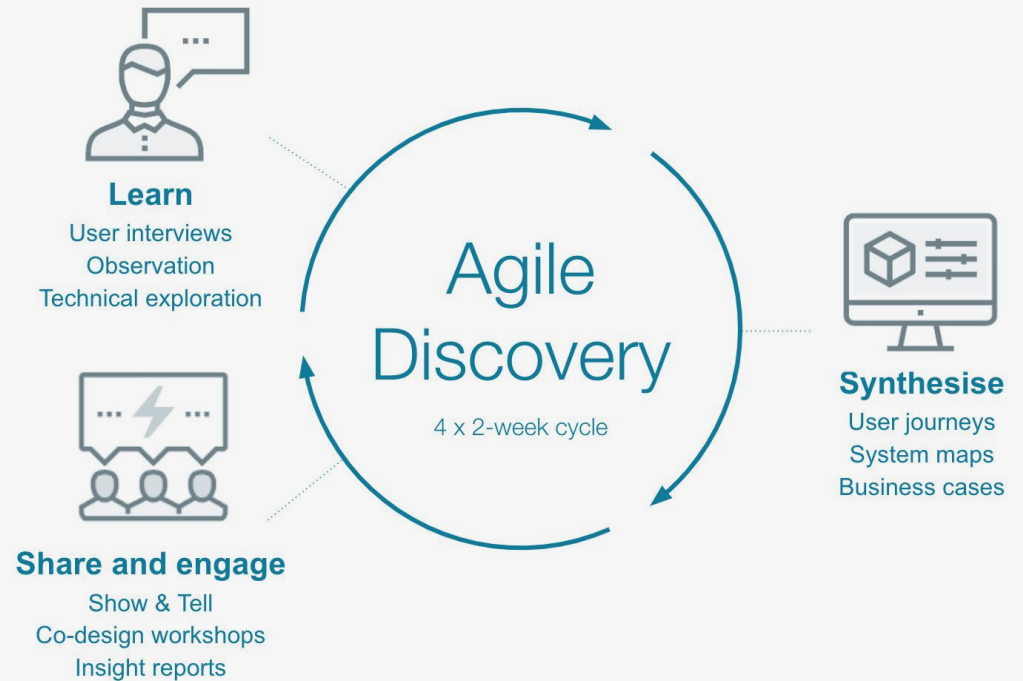 Learn
User interviews
Observation
Technical exploration
Agile
Discovery
4 x 2-week cycle
Synthesise
User journeys
System maps
Business cases
Share and engage
Show & Tell
Co-design workshops
Insight reports